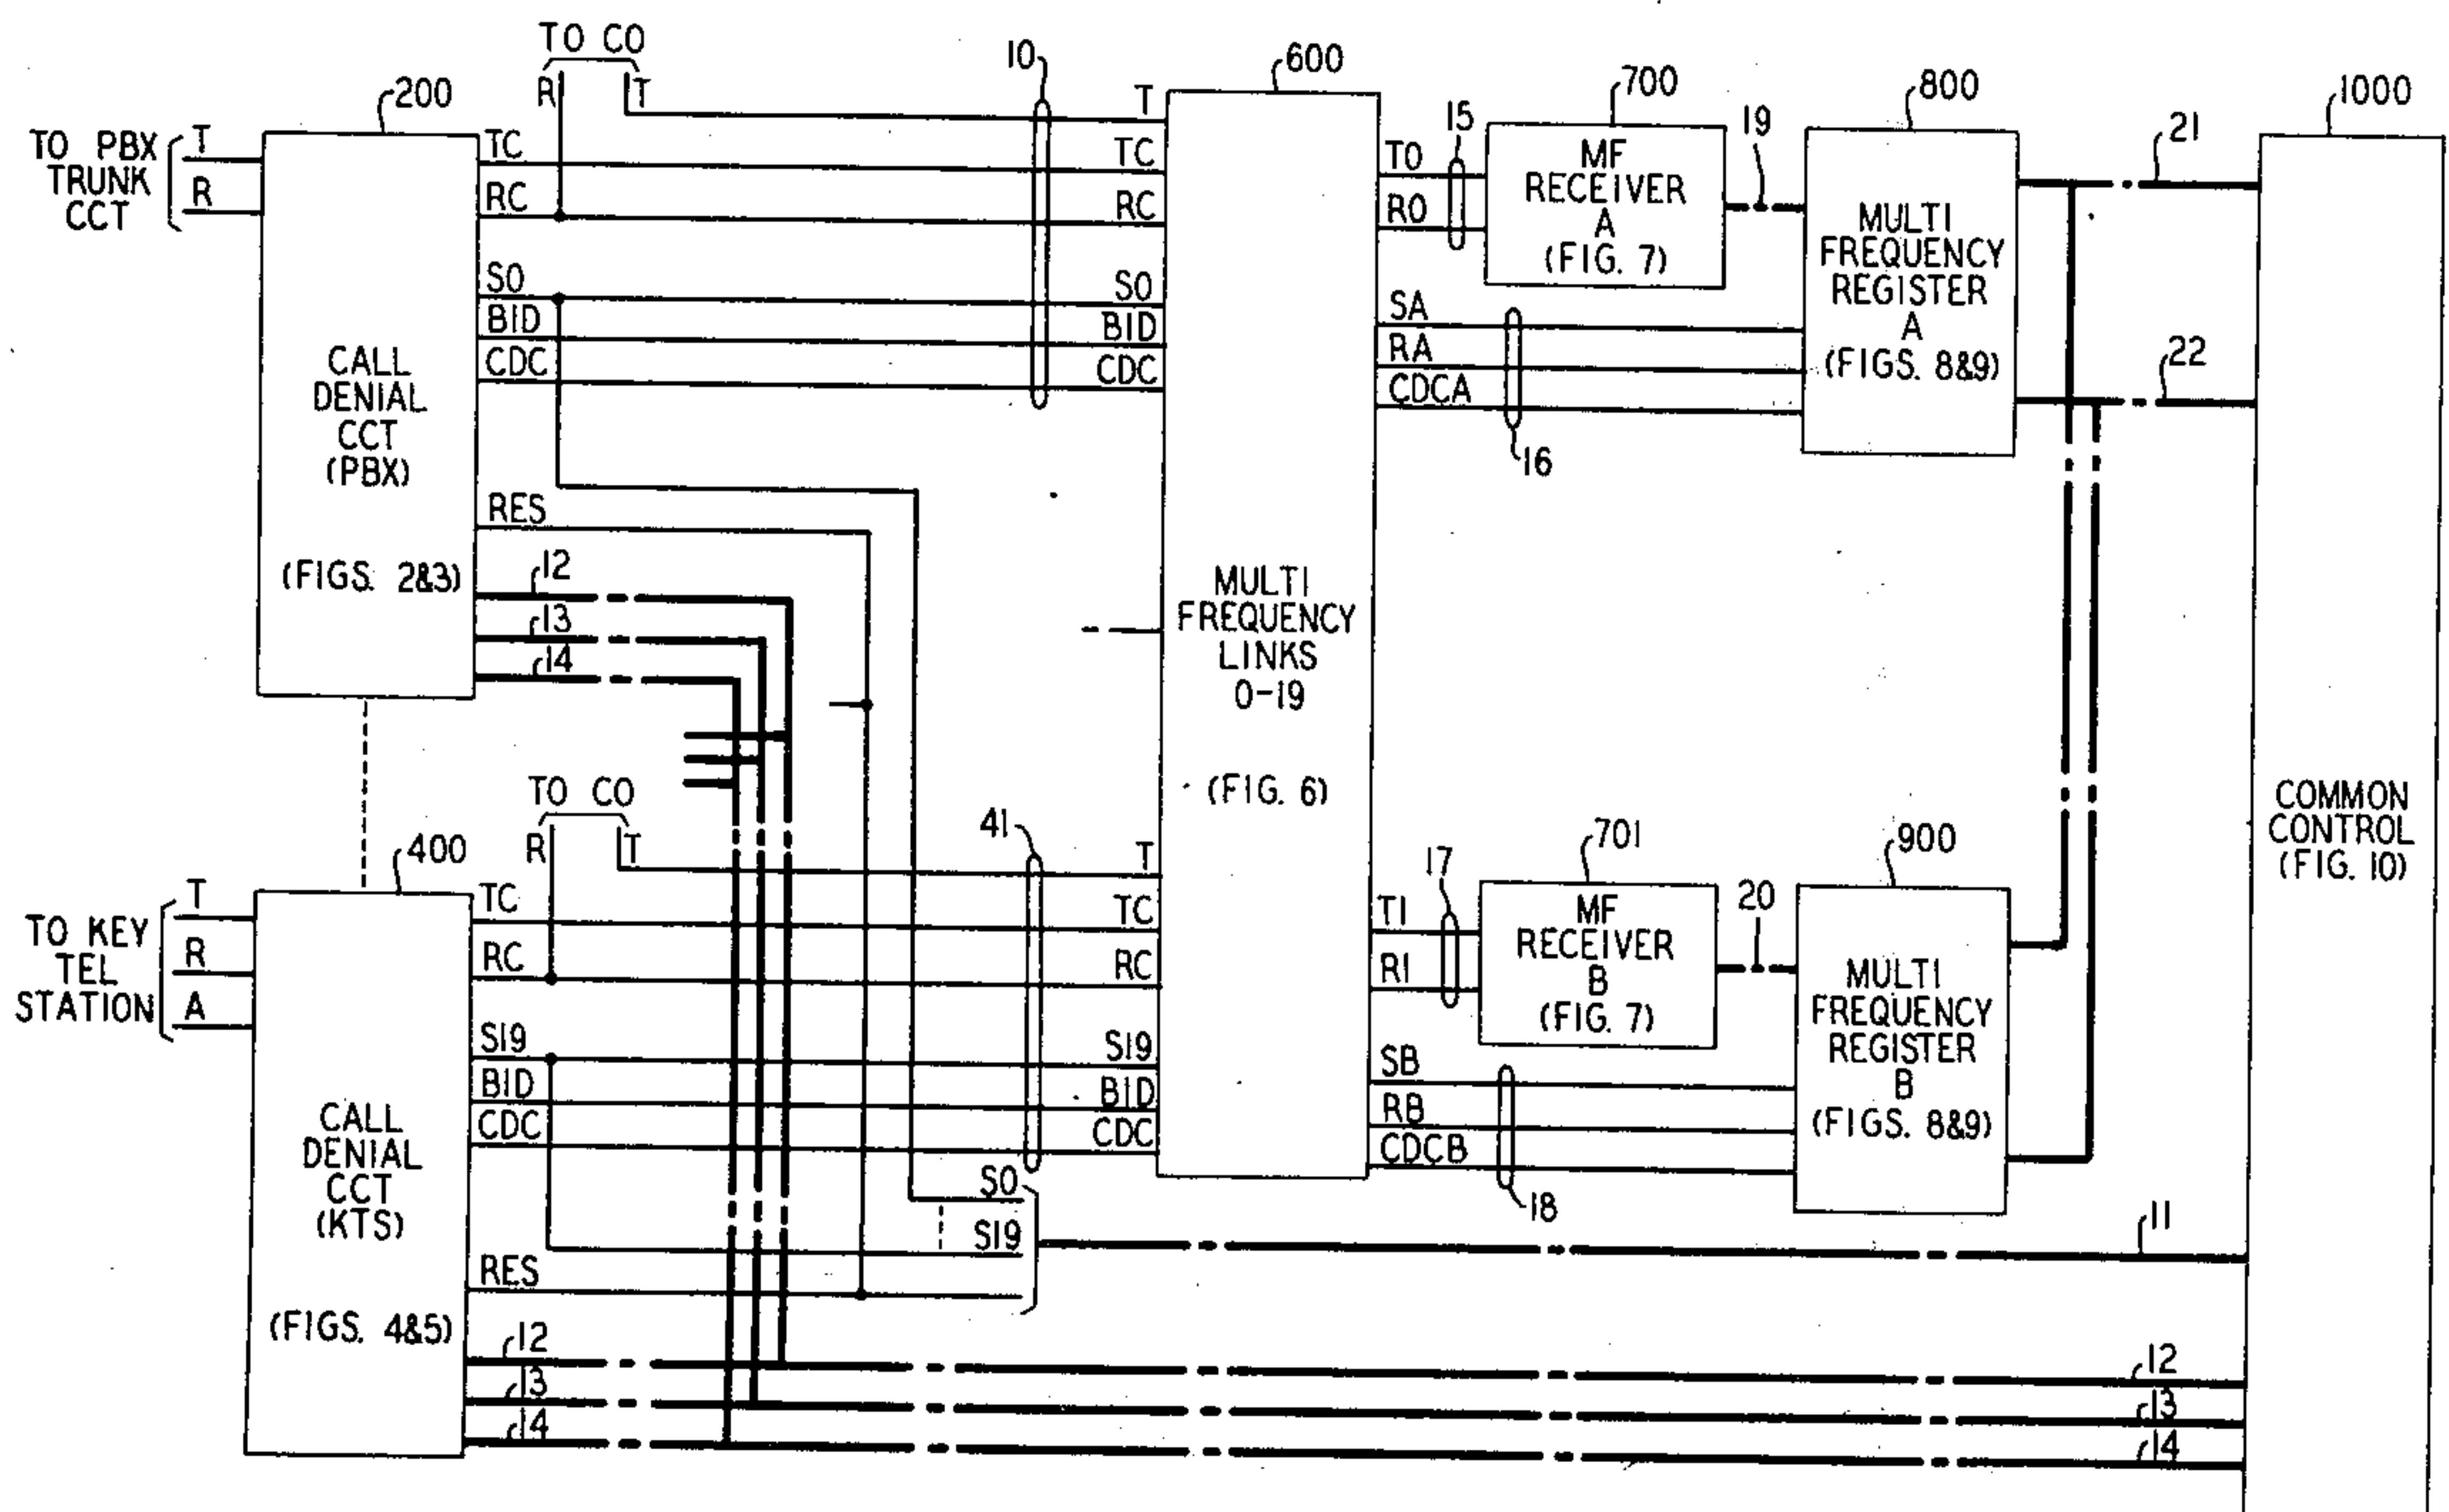 TO CO
R T
10
600
700
800
1000
200
TO PBX
TRUNK
CCT
T
R
TC
RC
S0
BID
CDC
RES
12
13
14
CALL
DENIAL
CCT
(PBX)
(FIGS. 2&3)
T
TC
RC
S0
BID
CDC
MULTI
FREQUENCY
LINKS
0-19
(FIG. 6)
T0
R0
15
MF
RECEIVER
A
(FIG. 7)
19
SA
RA
CDCA
16
MULTI
FREQUENCY
REGISTER
A
(FIGS. 8&9)
21
22
COMMON
CONTROL
(FIG. 10)
TO CO
R T
41
400
TO KEY
TEL
STATION
T
R
A
TC
RC
S19
BID
CDC
RES
12
13
14
CALL
DENIAL
CCT
(KTS)
(FIGS. 4&5)
T
TC
RC
S19
BID
CDC
S0
S19
T1
R1
17
701
MF
RECEIVER
B
(FIG. 7)
20
900
SB
RB
CDCB
18
MULTI
FREQUENCY
REGISTER
B
(FIGS. 8&9)
11
12
13
14